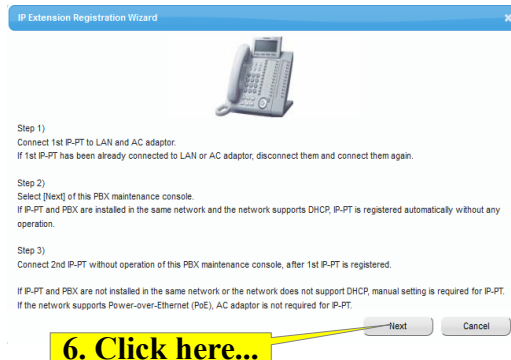 IP Extension Registration Wizard
Step 1)
Connect 1st IP-PT to LAN and AC adaptor.
If 1st IP-PT has been already connected to LAN or AC adaptor, disconnect them and connect them again.
Step 2)
Select [Next] of this PBX maintenance console.
If IP-PT and PBX are installed in the same network and the network supports DHCP, IP-PT is registered automatically without any
operation.
Step 3)
Connect 2nd IP-PT without operation of this PBX maintenance console, after 1st IP-PT is registered.
If IP-PT and PBX are not installed in the same network or the network does not support DHCP, manual setting is required for IP-PT.
If the network supports Power-over-Ethernet (PoE), AC adaptor is not required for IP-PT.
Next Cancel
6. Click here...